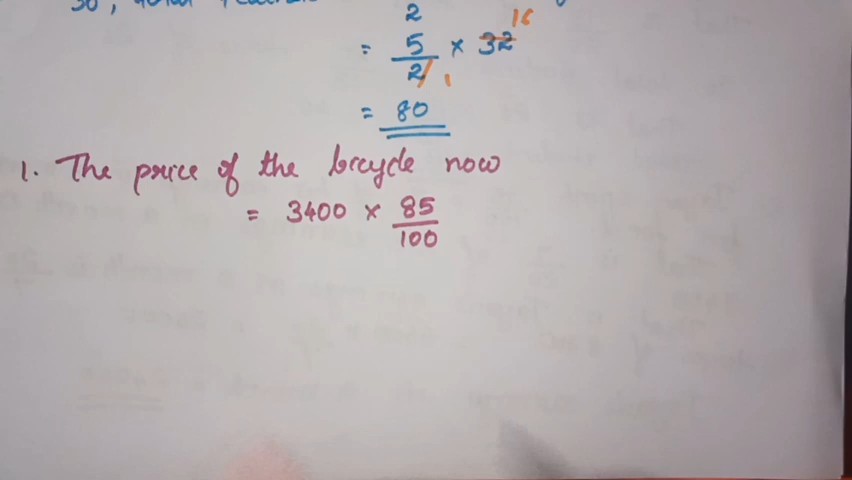 2
= 5/2 × 32 16
1
= 80
1. The price of the bicycle now
= 3400 × 85/100